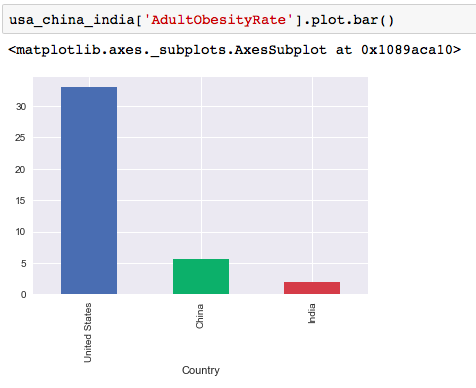 usa_china_india['AdultObesityRate'].plot.bar()
<matplotlib.axes._subplots.AxesSubplot at 0x1089aca10>
30
25
20
15
10
5
0
United States
China
India
Country